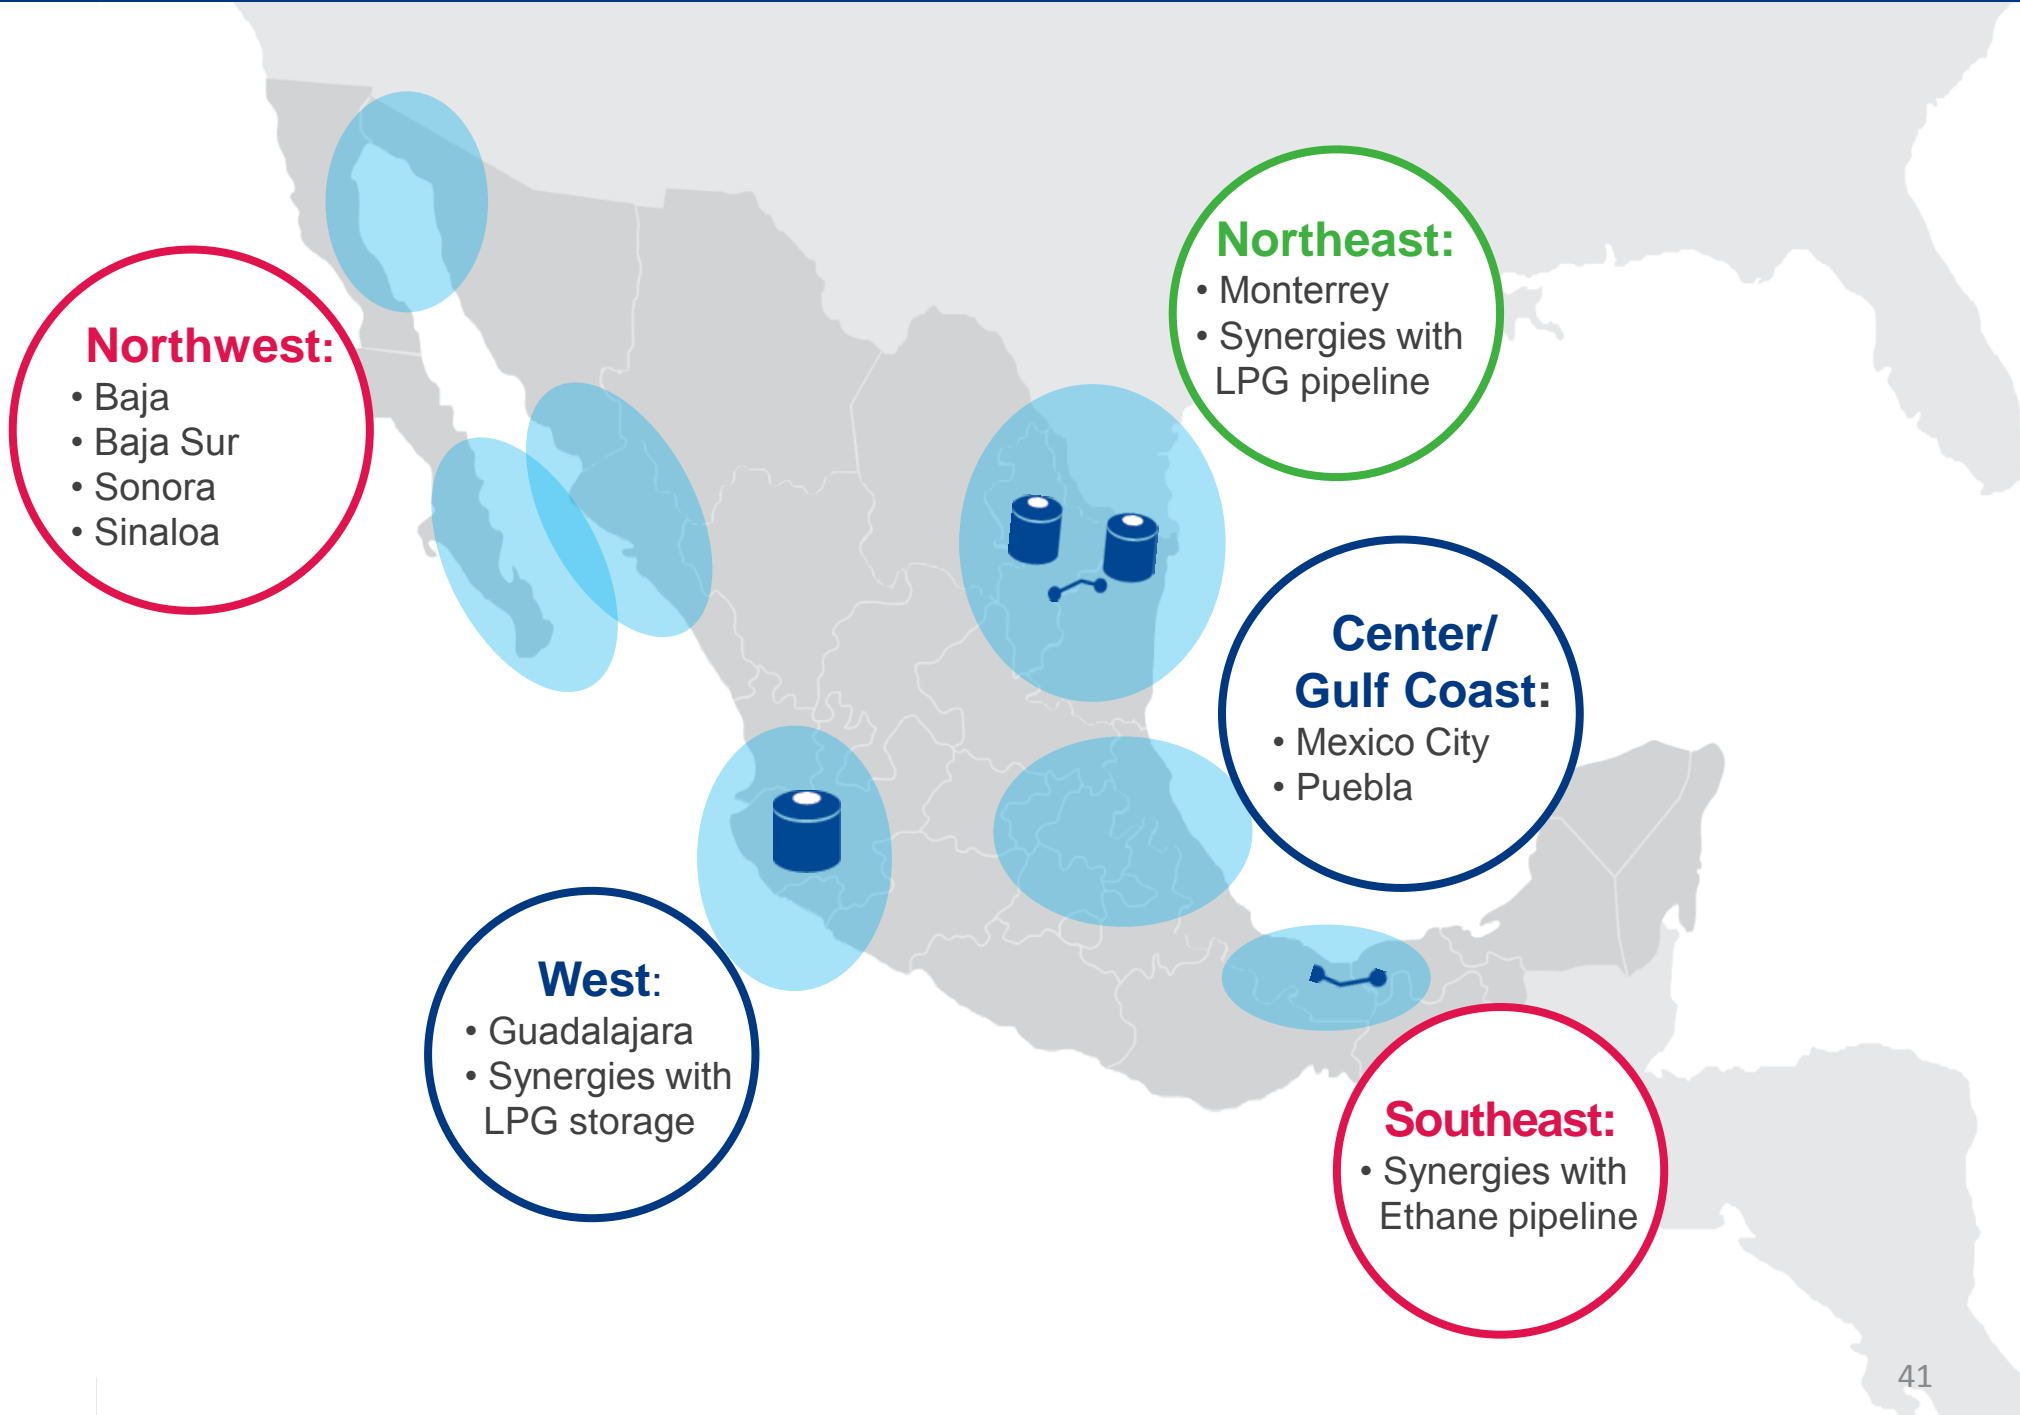 Northwest:
• Baja
• Baja Sur
• Sonora
• Sinaloa
Northeast:
• Monterrey
• Synergies with
LPG pipeline
Center/
Gulf Coast:
• Mexico City
• Puebla
West:
• Guadalajara
• Synergies with
LPG storage
Southeast:
• Synergies with
Ethane pipeline
41